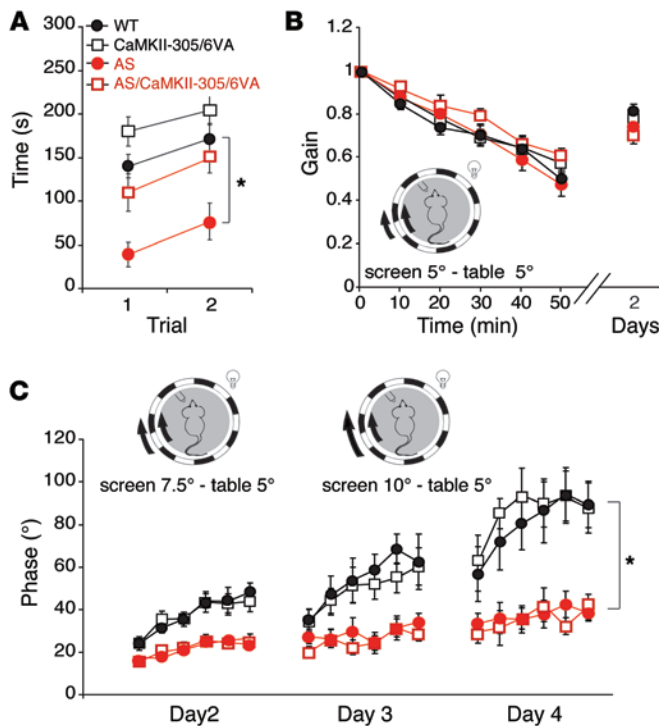 A
300
250
200
150
100
50
0
Time (s)
1 2
Trial
*
WT
CaMKII-305/6VA
AS
AS/CaMKII-305/6VA
B
1.2
1
0.8
0.6
0.4
0.2
0
Gain
screen 5° - table 5°
0 10 20 30 40 50 2
Time (min) Days
C
screen 7.5° - table 5° screen 10° - table 5°
120
100
80
60
40
20
0
Phase (°)
*
Day2 Day 3 Day 4